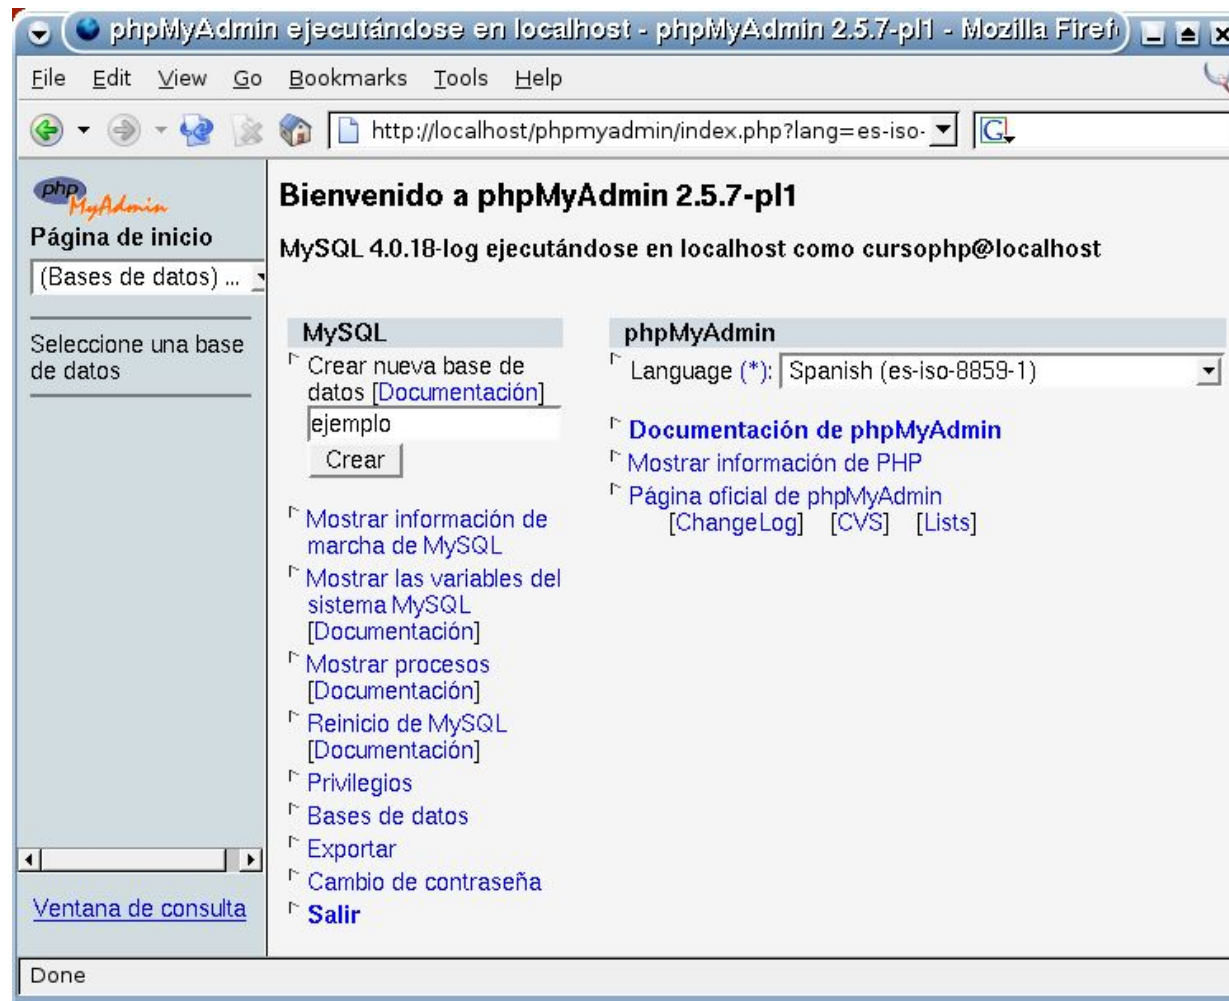 phpMyAdmin ejecutándose en localhost - phpMyAdmin 2.5.7-pl1 - Mozilla Firef
File Edit View Go Bookmarks Tools Help
http://localhost/phpmyadmin/index.php?lang=es-iso-
G
php
MyAdmin
Página de inicio
(Bases de datos) ...
Seleccione una base
de datos
Ventana de consulta
Bienvenido a phpMyAdmin 2.5.7-pl1
MySQL 4.0.18-log ejecutándose en localhost como cursophp@localhost
MySQL
Crear nueva base de
datos [Documentación]
ejemplo
Crear
Mostrar información de
marcha de MySQL
Mostrar las variables del
sistema MySQL
[Documentación]
Mostrar procesos
[Documentación]
Reinicio de MySQL
[Documentación]
Privilegios
Bases de datos
Exportar
Cambio de contraseña
Salir
phpMyAdmin
Language (*): Spanish (es-iso-8859-1)
Documentación de phpMyAdmin
Mostrar información de PHP
Página oficial de phpMyAdmin
[ChangeLog] [CVS] [Lists]
Done